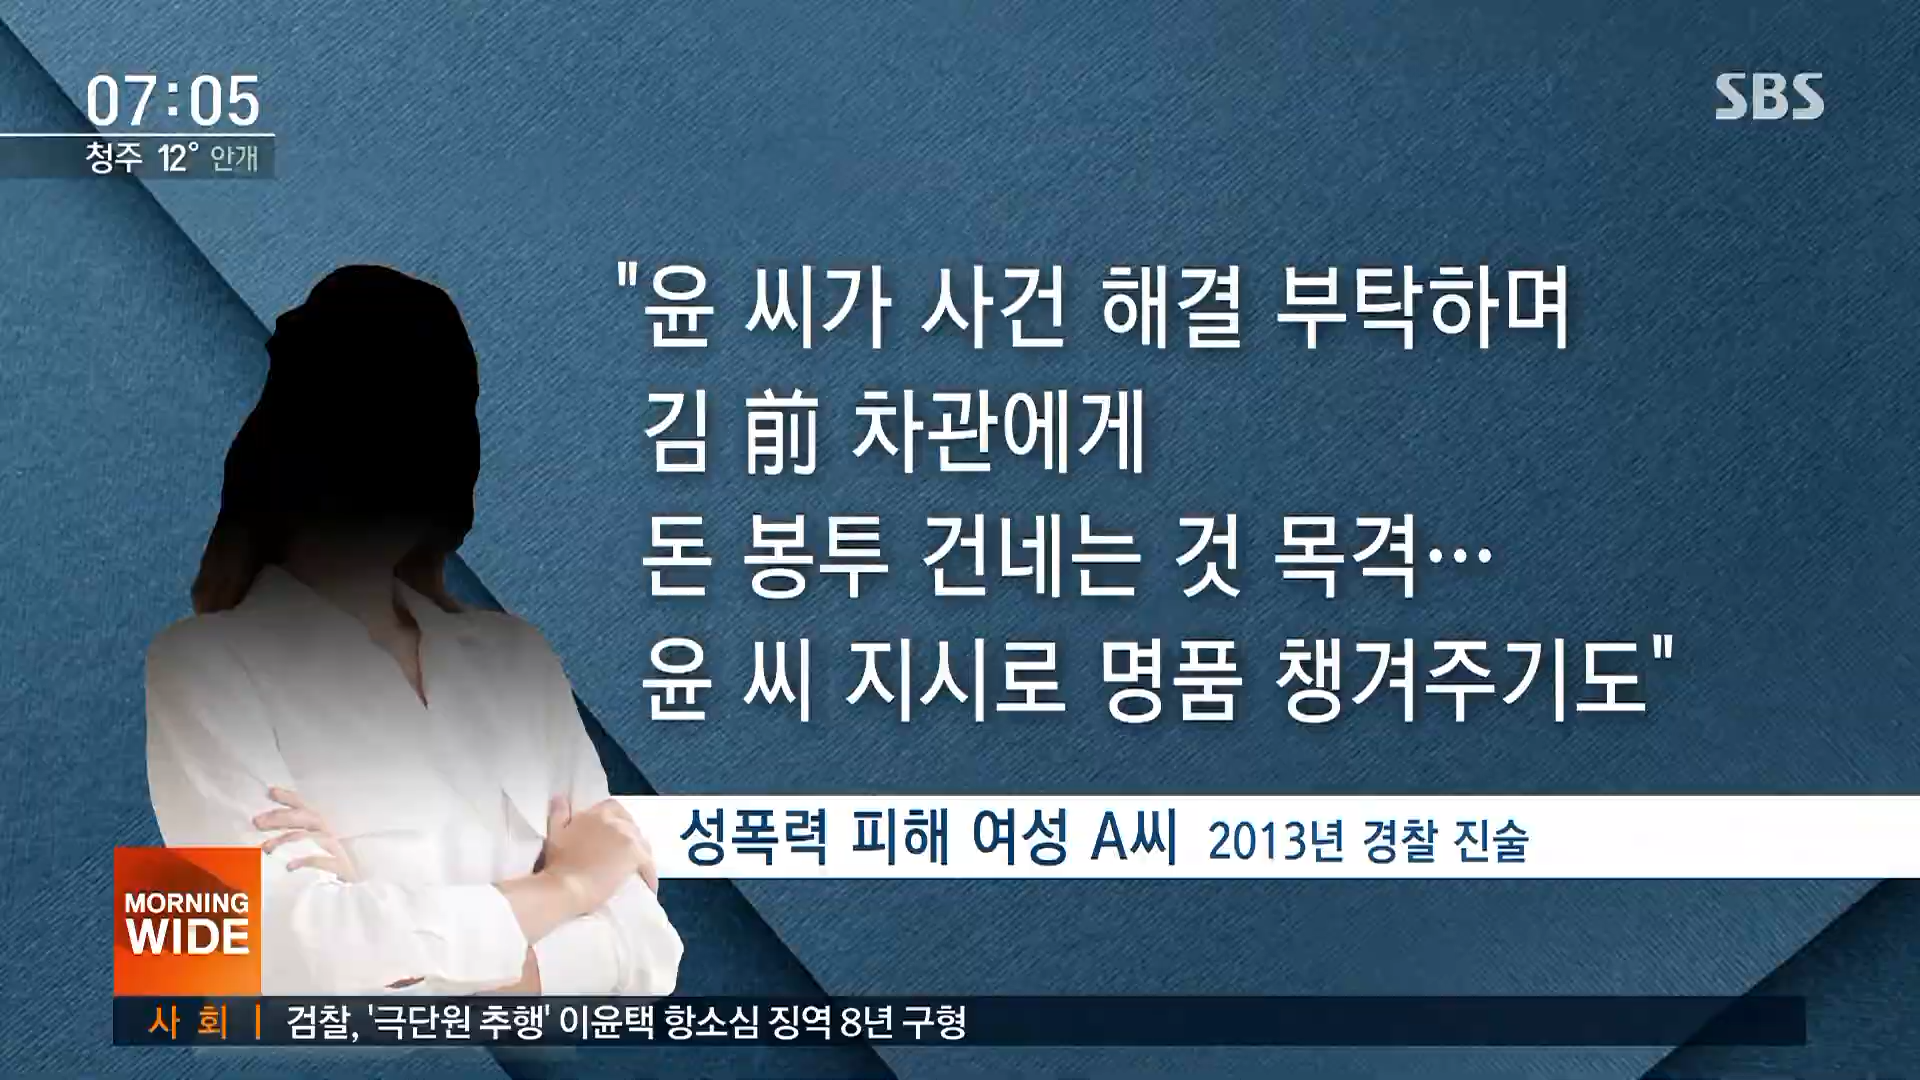 07:05
SBS
청주 12° 안개
"윤 씨가 사건 해결 부탁하며
김 前 차관에게
돈 봉투 건네는 것 목격…
윤 씨 지시로 명품 챙겨주기도"
성폭력 피해 여성 A씨 2013년 경찰 진술
MORNING
WIDE
사 회 | 검찰, '극단원 추행' 이윤택 항소심 징역 8년 구형